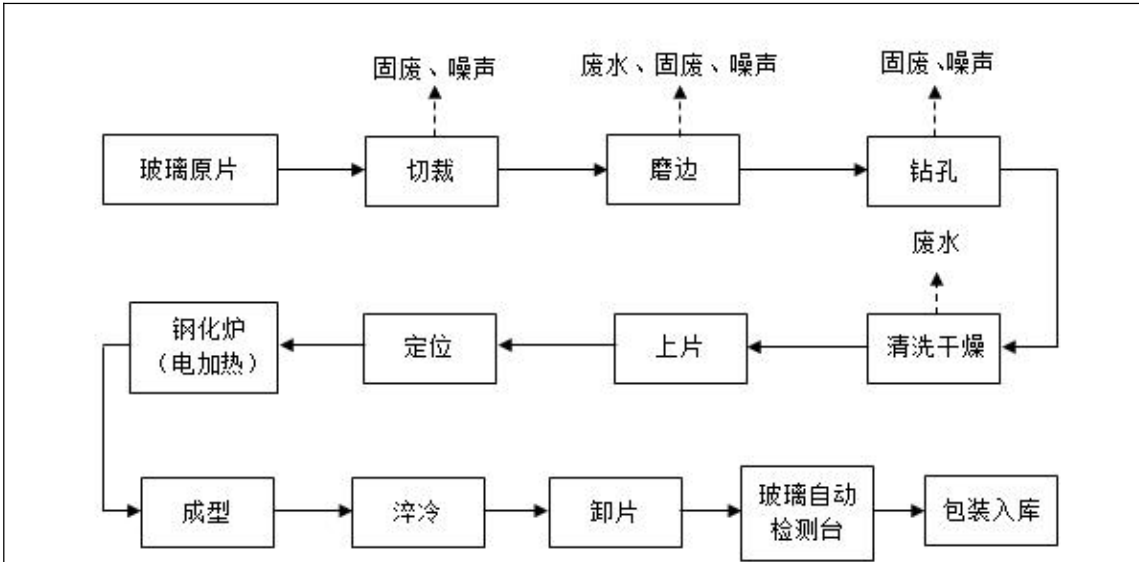 固废、噪声
废水、固废、噪声
固废、噪声
玻璃原片
切裁
磨边
钻孔
废水
钢化炉
（电加热）
定位
上片
清洗干燥
成型
淬冷
卸片
玻璃自动
检测台
包装入库